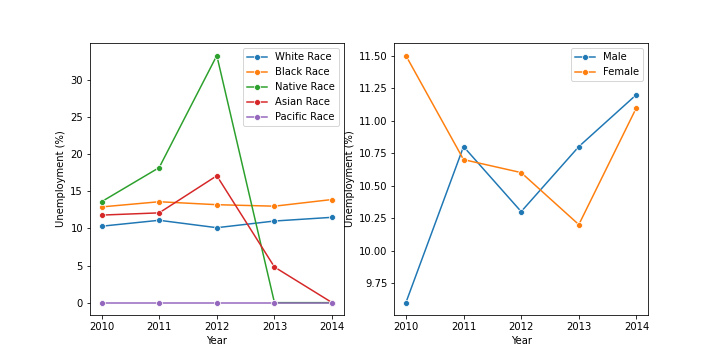 White Race
Black Race
Native Race
Asian Race
Pacific Race
30
25
20
15
10
5
0
Unemployment (%)
2010 2011 2012 2013 2014
Year
Male
Female
11.50
11.25
11.00
10.75
10.50
10.25
10.00
9.75
Unemployment (%)
2010 2011 2012 2013 2014
Year